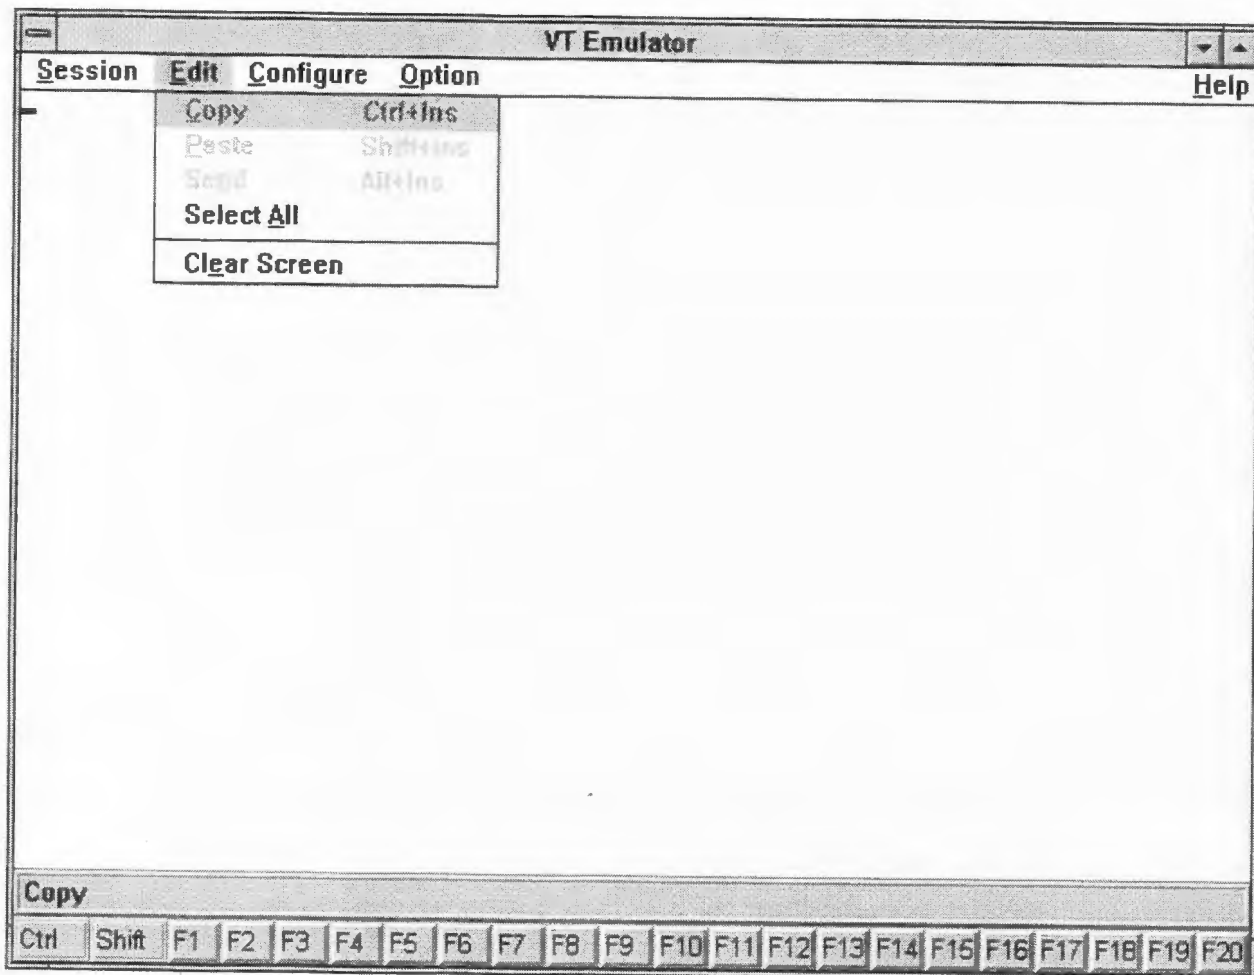 VT Emulator
Session Edit Configure Option Help
Copy Ctrl+Ins
Paste Shift+Ins
Send Alt+Ins
Select All
Clear Screen
Copy
Ctrl Shift F1 F2 F3 F4 F5 F6 F7 F8 F9 F10 F11 F12 F13 F14 F15 F16 F17 F18 F19 F20